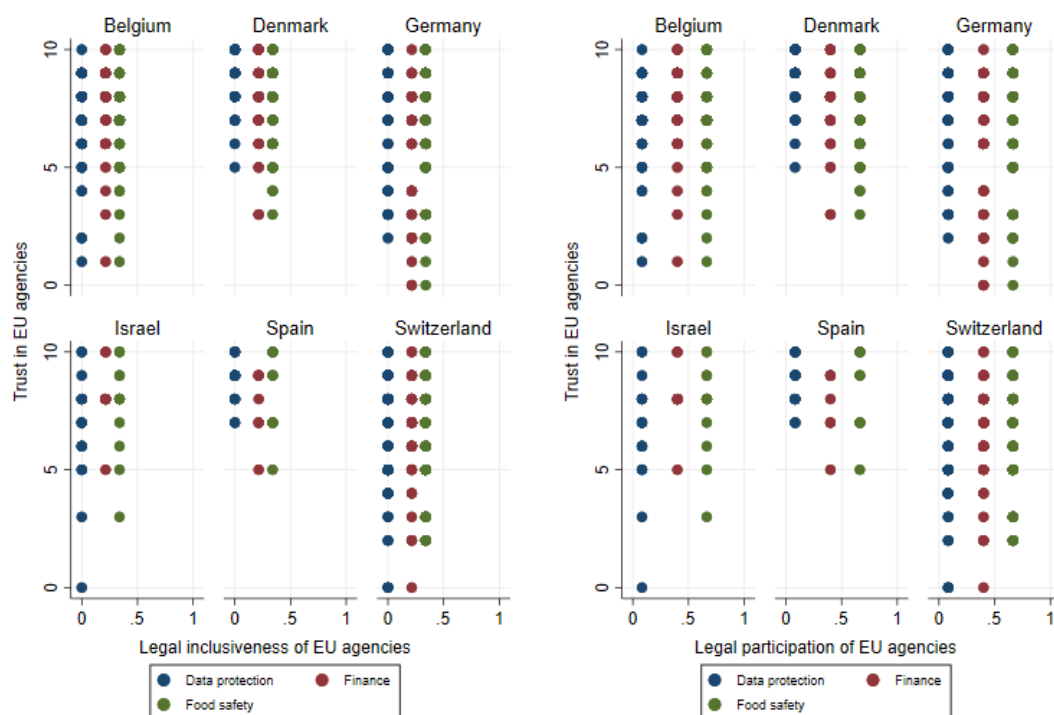 Belgium Denmark Germany
10
5
0
Israel Spain Switzerland
10
5
0
Trust in EU agencies
0 .5 1 0 .5 1 0 .5 1
Legal inclusiveness of EU agencies
Data protection Finance
Food safety
Belgium Denmark Germany
10
5
0
Israel Spain Switzerland
10
5
0
Trust in EU agencies
0 .5 1 0 .5 1 0 .5 1
Legal participation of EU agencies
Data protection Finance
Food safety